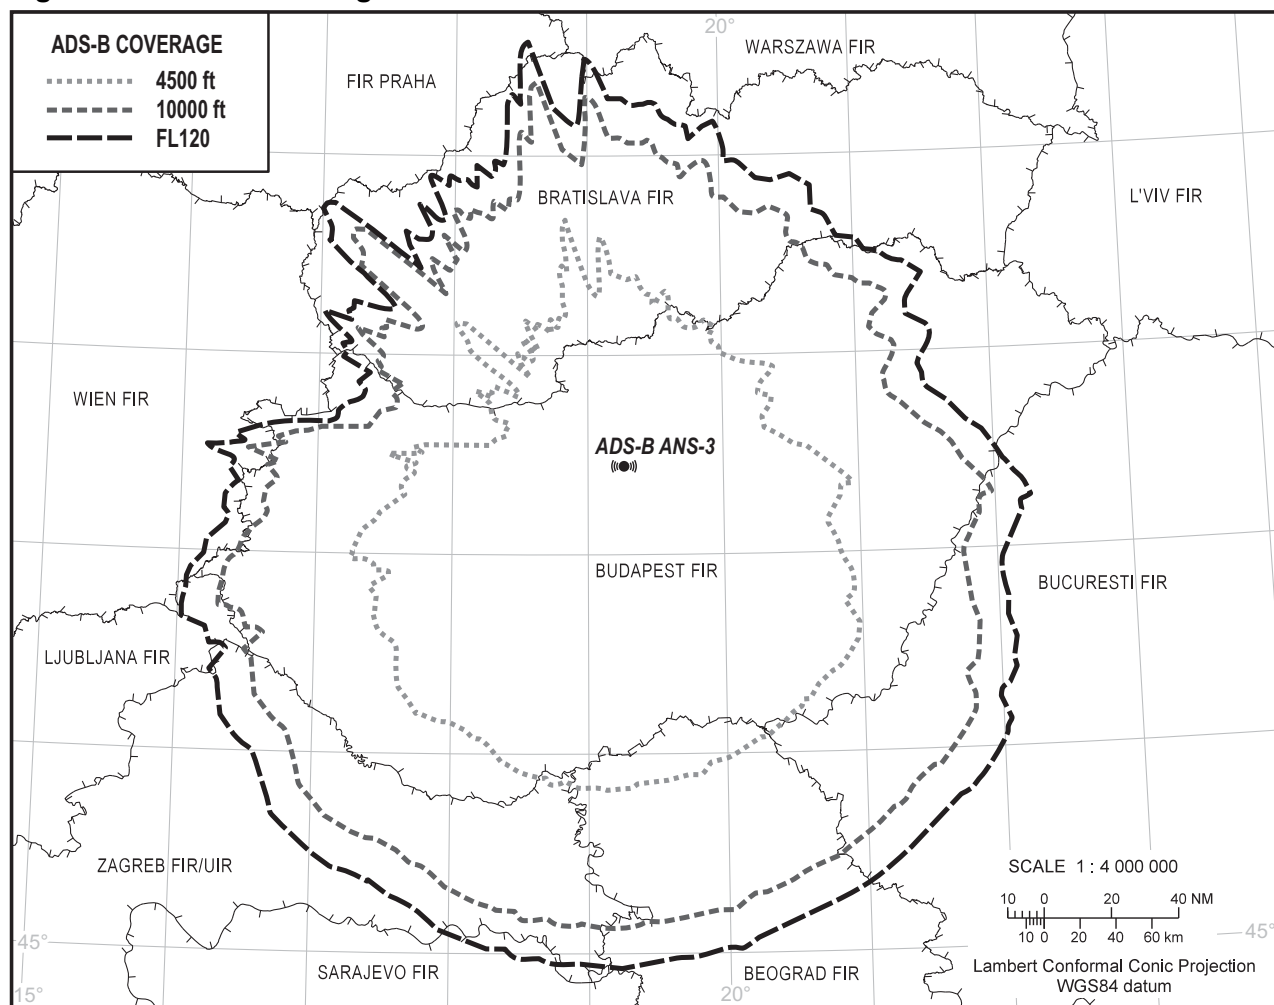 ADS-B COVERAGE
4500 ft
10000 ft
FL120
20°
WARSZAWA FIR
FIR PRAHA
BRATISLAVA FIR
L'VIV FIR
WIEN FIR
ADS-B ANS-3
BUDAPEST FIR
BUCURESTI FIR
LJUBLJANA FIR
ZAGREB FIR/UIR
SCALE 1 : 4 000 000
10 0 20 40 NM
10 0 20 40 60 km
45°
45°
SARAJEVO FIR
BEOGRAD FIR
Lambert Conformal Conic Projection
WGS84 datum
15°
20°